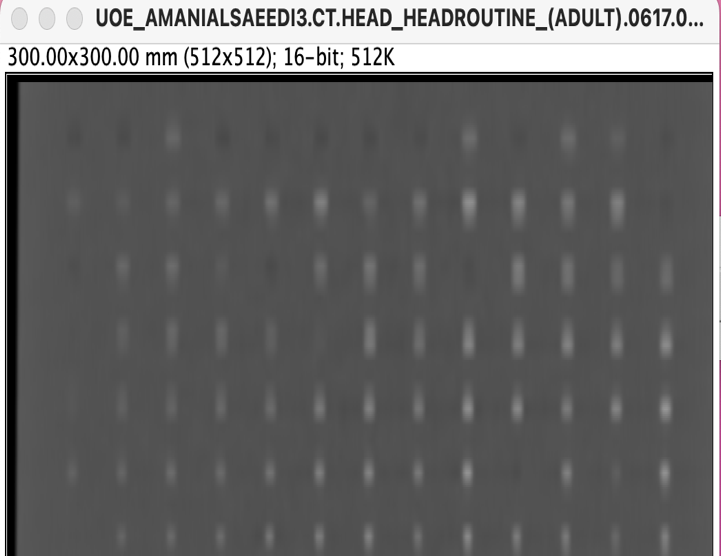 UOE_AMANIALSAEEDI3.CT.HEAD_HEADROUTINE_(ADULT).0617.0...
300.00x300.00 mm (512x512); 16-bit; 512K